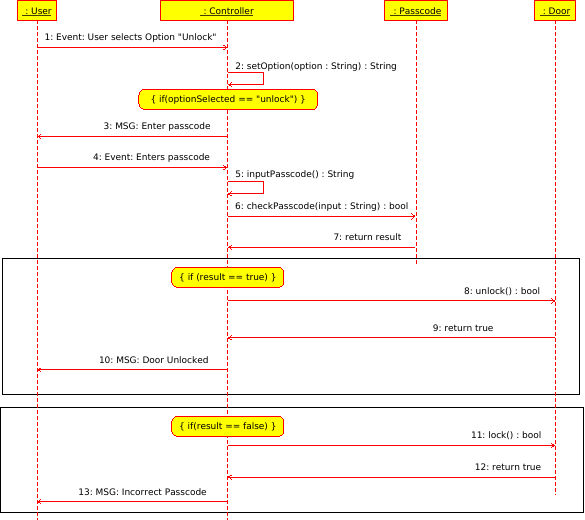 : User
: Controller
: Passcode
: Door
1: Event: User selects Option "Unlock"
2: setOption(option : String) : String
{ if(optionSelected == "unlock") }
3: MSG: Enter passcode
4: Event: Enters passcode
5: inputPasscode() : String
6: checkPasscode(input : String) : bool
7: return result
{ if (result == true) }
8: unlock() : bool
9: return true
10: MSG: Door Unlocked
{ if(result == false) }
11: lock() : bool
12: return true
13: MSG: Incorrect Passcode